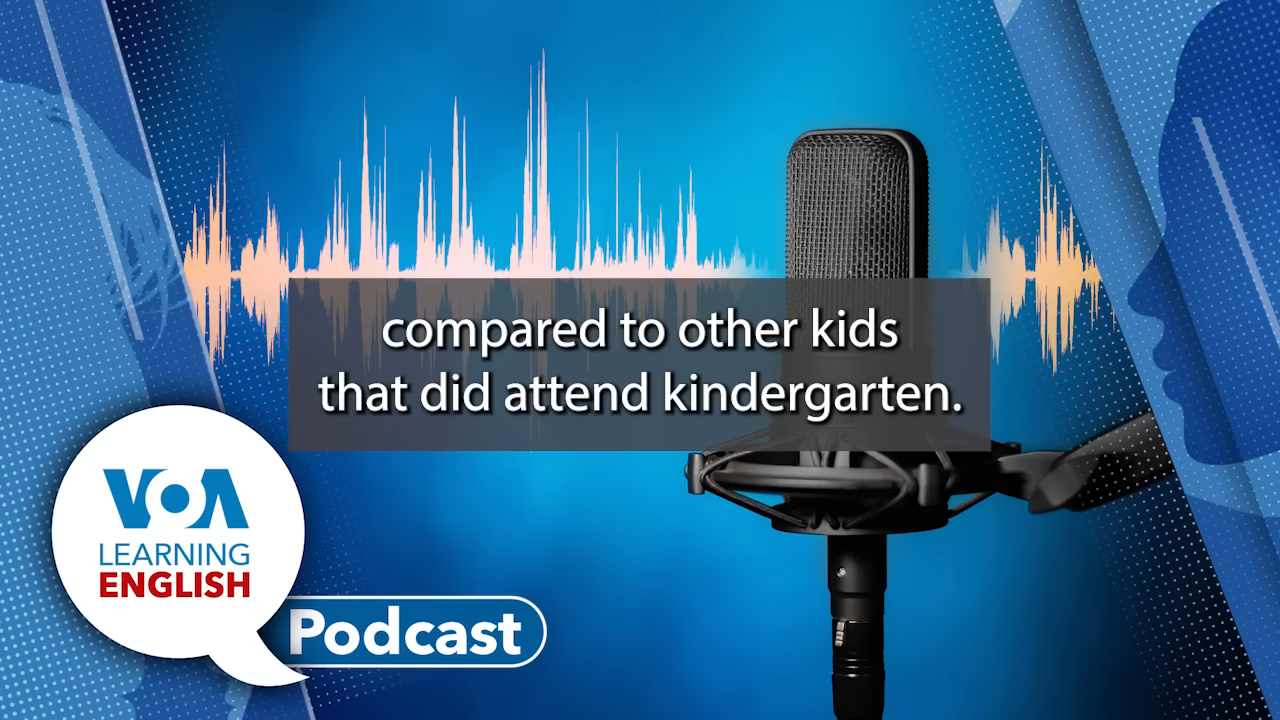 compared to other kids
that did attend kindergarten.
VOA
LEARNING
ENGLISH
Podcast